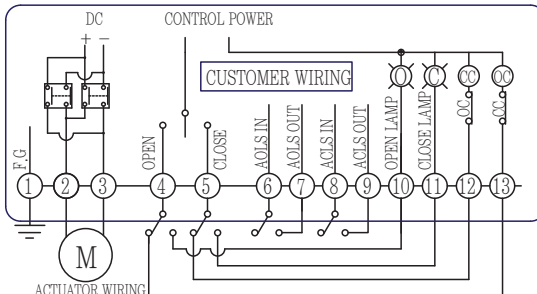 DC
CONTROL POWER
+ −
CUSTOMER WIRING
O C CC OC
F.G
OPEN
CLOSE
AOLS IN
AOLS OUT
ACLS IN
ACLS OUT
OPEN LAMP
CLOSE LAMP
OC
CC
1 2 3 4 5 6 7 8 9 10 11 12 13
M
ACTUATOR WIRING